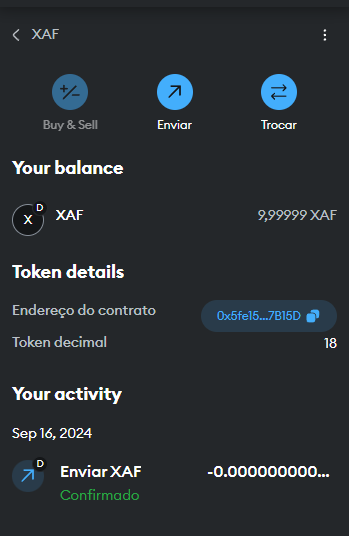 XAF
Buy & Sell
Enviar
Trocar
Your balance
D
X
XAF
9,99999 XAF
Token details
Endereço do contrato
0x5fe15...7B15D
Token decimal
18
Your activity
Sep 16, 2024
D
Enviar XAF
-0.000000000...
Confirmado